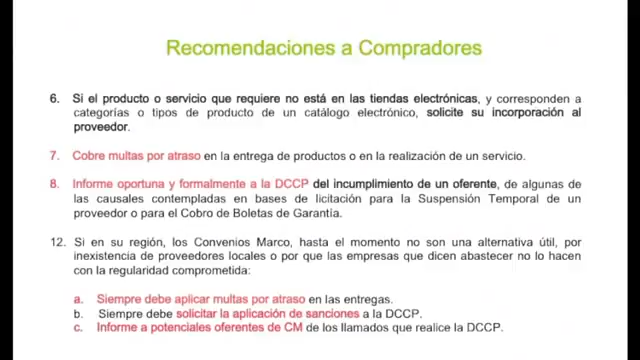 Recomendaciones a Compradores
6. Si el producto o servicio que requiere no está en las tiendas electrónicas, y corresponden a
categorías o tipos de producto de un catálogo electrónico, solicite su incorporación al
proveedor.
7. Cobre multas por atraso en la entrega de productos o en la realización de un servicio.
8. Informe oportuna y formalmente a la DCCP del incumplimiento de un oferente, de algunas de
las causales contempladas en bases de licitación para la Suspensión Temporal de un
proveedor o para el Cobro de Boletas de Garantía.
12. Si en su región, los Convenios Marco, hasta el momento no son una alternativa útil, por
inexistencia de proveedores locales o por que las empresas que dicen abastecer no lo hacen
con la regularidad comprometida:
a. Siempre debe aplicar multas por atraso en las entregas.
b. Siempre debe solicitar la aplicación de sanciones a la DCCP.
c. Informe a potenciales oferentes de CM de los llamados que realice la DCCP.